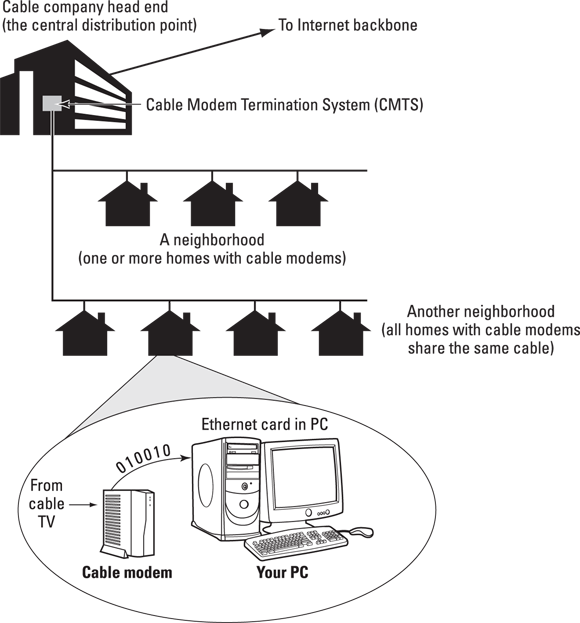 Cable company head end
(the central distribution point)
To Internet backbone
Cable Modem Termination System (CMTS)
A neighborhood
(one or more homes with cable modems)
Another neighborhood
(all homes with cable modems
share the same cable)
Ethernet card in PC
010010
From
cable
TV
Cable modem
Your PC